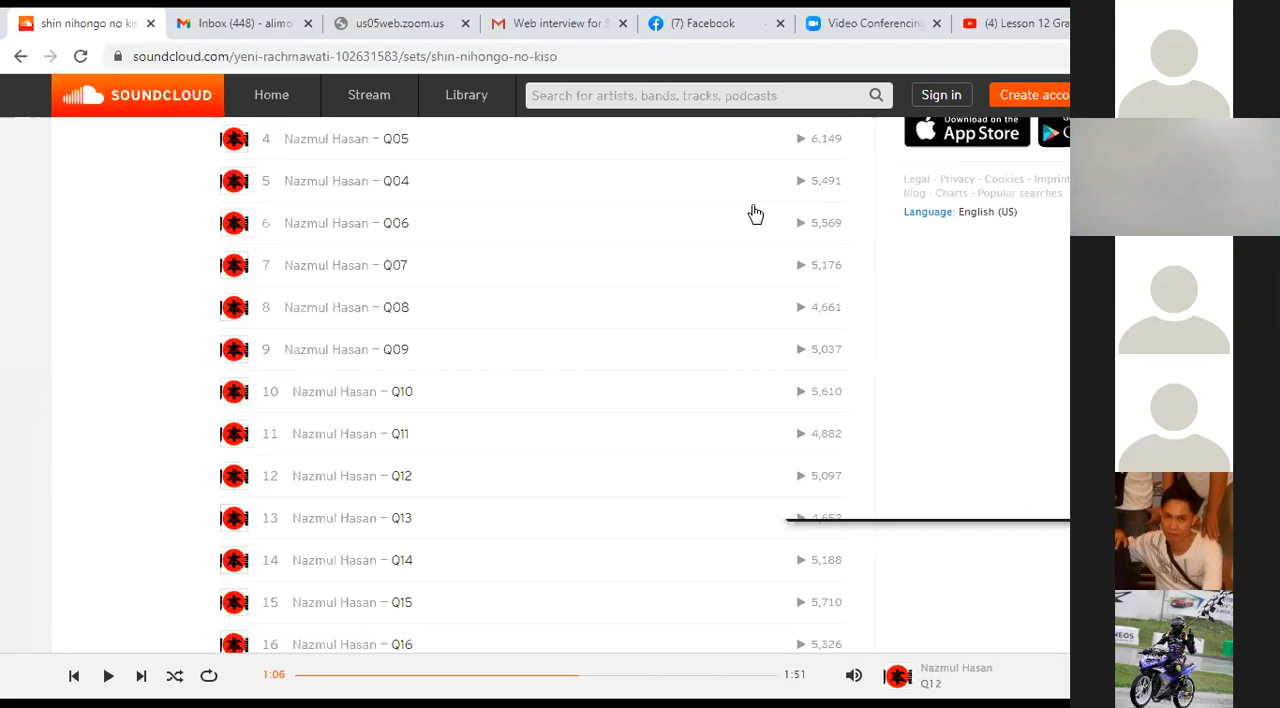 shin nihongo no kis
Inbox (448) - alimo
us05web.zoom.us
Web interview for S
(7) Facebook
Video Conferencing
(4) Lesson 12 Gra
soundcloud.com/yeni-rachmawati-102631583/sets/shin-nihongo-no-kiso
SOUNDCLOUD
Home
Stream
Library
Search for artists, bands, tracks, podcasts
Sign in
Create acco
4 Nazmul Hasan – Q05 6,149
5 Nazmul Hasan – Q04 5,491
6 Nazmul Hasan – Q06 5,569
7 Nazmul Hasan – Q07 5,176
8 Nazmul Hasan – Q08 4,661
9 Nazmul Hasan – Q09 5,037
10 Nazmul Hasan – Q10 5,610
11 Nazmul Hasan – Q11 4,882
12 Nazmul Hasan – Q12 5,097
13 Nazmul Hasan – Q13 4,652
14 Nazmul Hasan – Q14 5,188
15 Nazmul Hasan – Q15 5,710
16 Nazmul Hasan – Q16 5,326
Download on the
App Store
Legal - Privacy - Cookies - Imprint
Blog - Charts - Popular searches
Language: English (US)
1:06
1:51
Nazmul Hasan
Q12